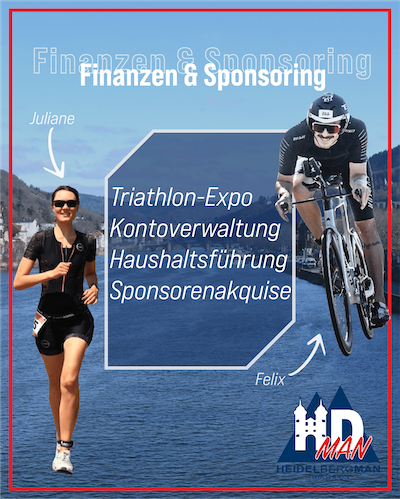 Finanzen & Sponsoring
Finanzen & Sponsoring
Juliane
Triathlon-Expo
Kontoverwaltung
Haushaltsführung
Sponsorenakquise
Felix
HD
MAN
HEIDELBERGMAN